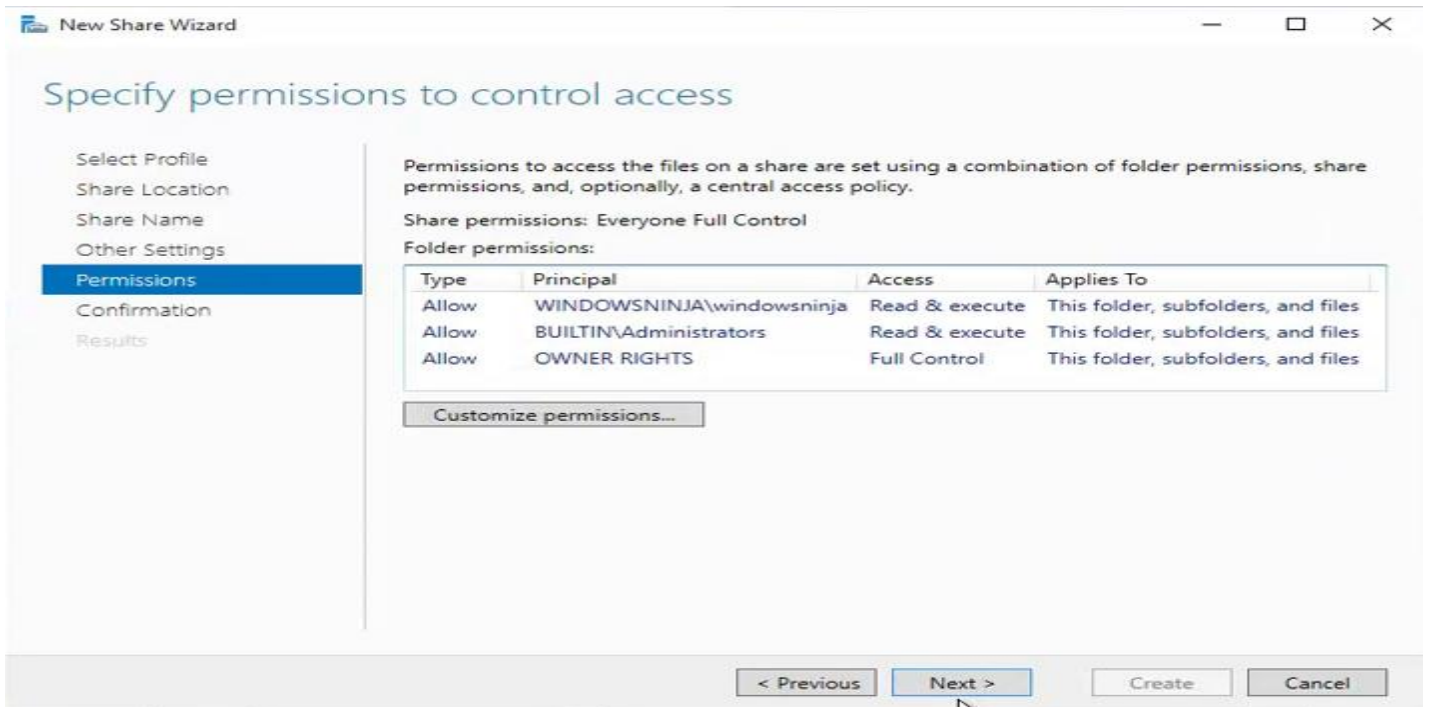 New Share Wizard
Specify permissions to control access
Select Profile
Share Location
Share Name
Other Settings
Permissions
Confirmation
Results
Permissions to access the files on a share are set using a combination of folder permissions, share
permissions, and, optionally, a central access policy.
Share permissions: Everyone Full Control
Folder permissions:
Type Principal Access Applies To
Allow WINDOWSNINJA\windowsninja Read & execute This folder, subfolders, and files
Allow BUILTIN\Administrators Read & execute This folder, subfolders, and files
Allow OWNER RIGHTS Full Control This folder, subfolders, and files
Customize permissions...
< Previous Next > Create Cancel